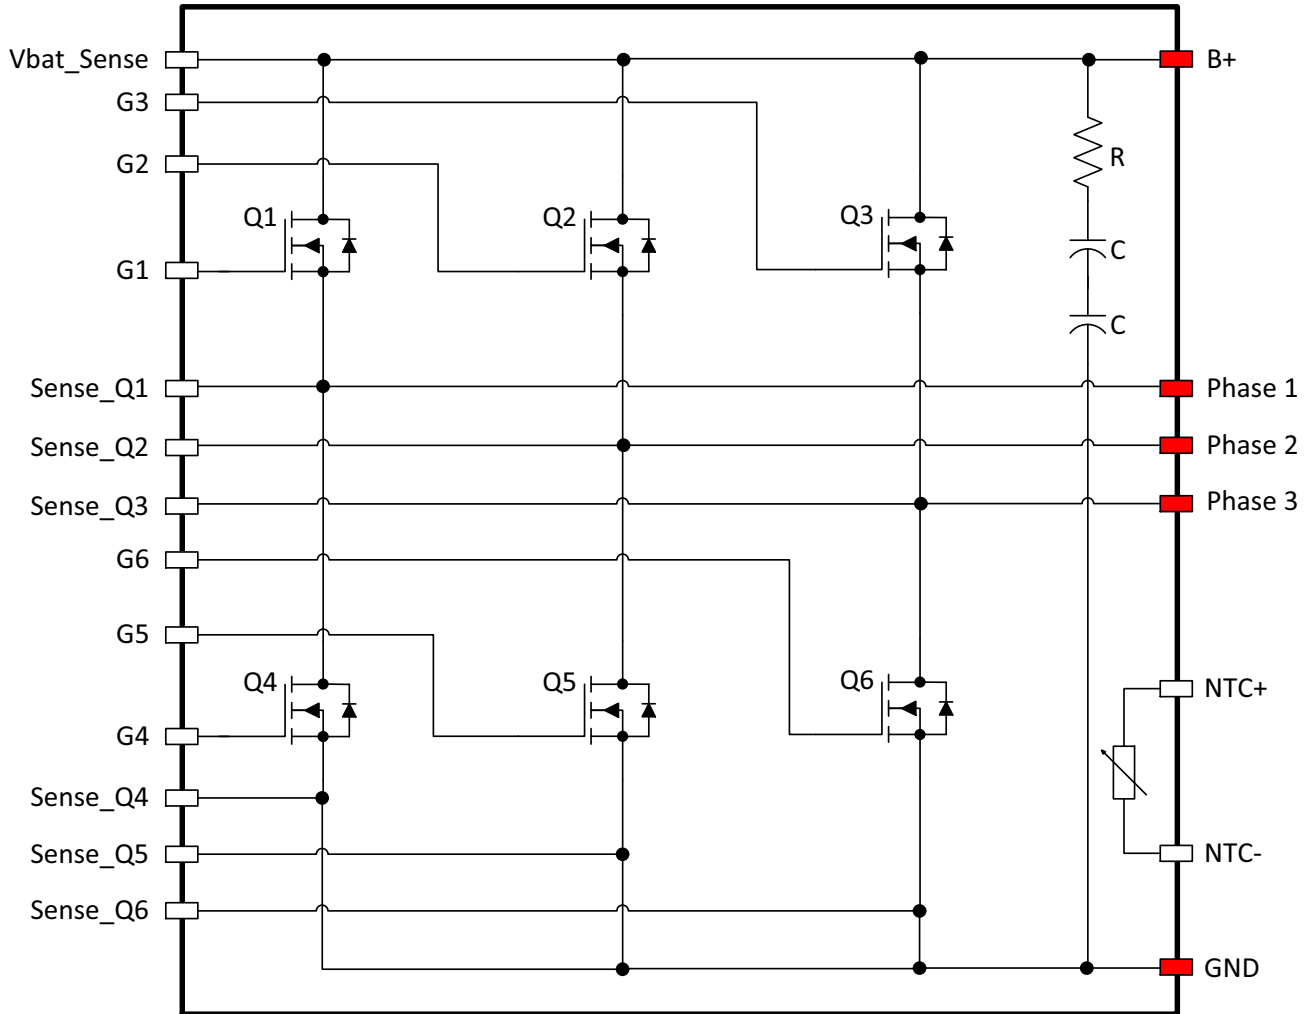 Vbat_Sense
B+
G3
G2
R
Q1
Q2
Q3
C
G1
C
Sense_Q1
Phase 1
Sense_Q2
Phase 2
Sense_Q3
Phase 3
G6
G5
Q4
Q5
Q6
NTC+
G4
Sense_Q4
Sense_Q5
NTC-
Sense_Q6
GND